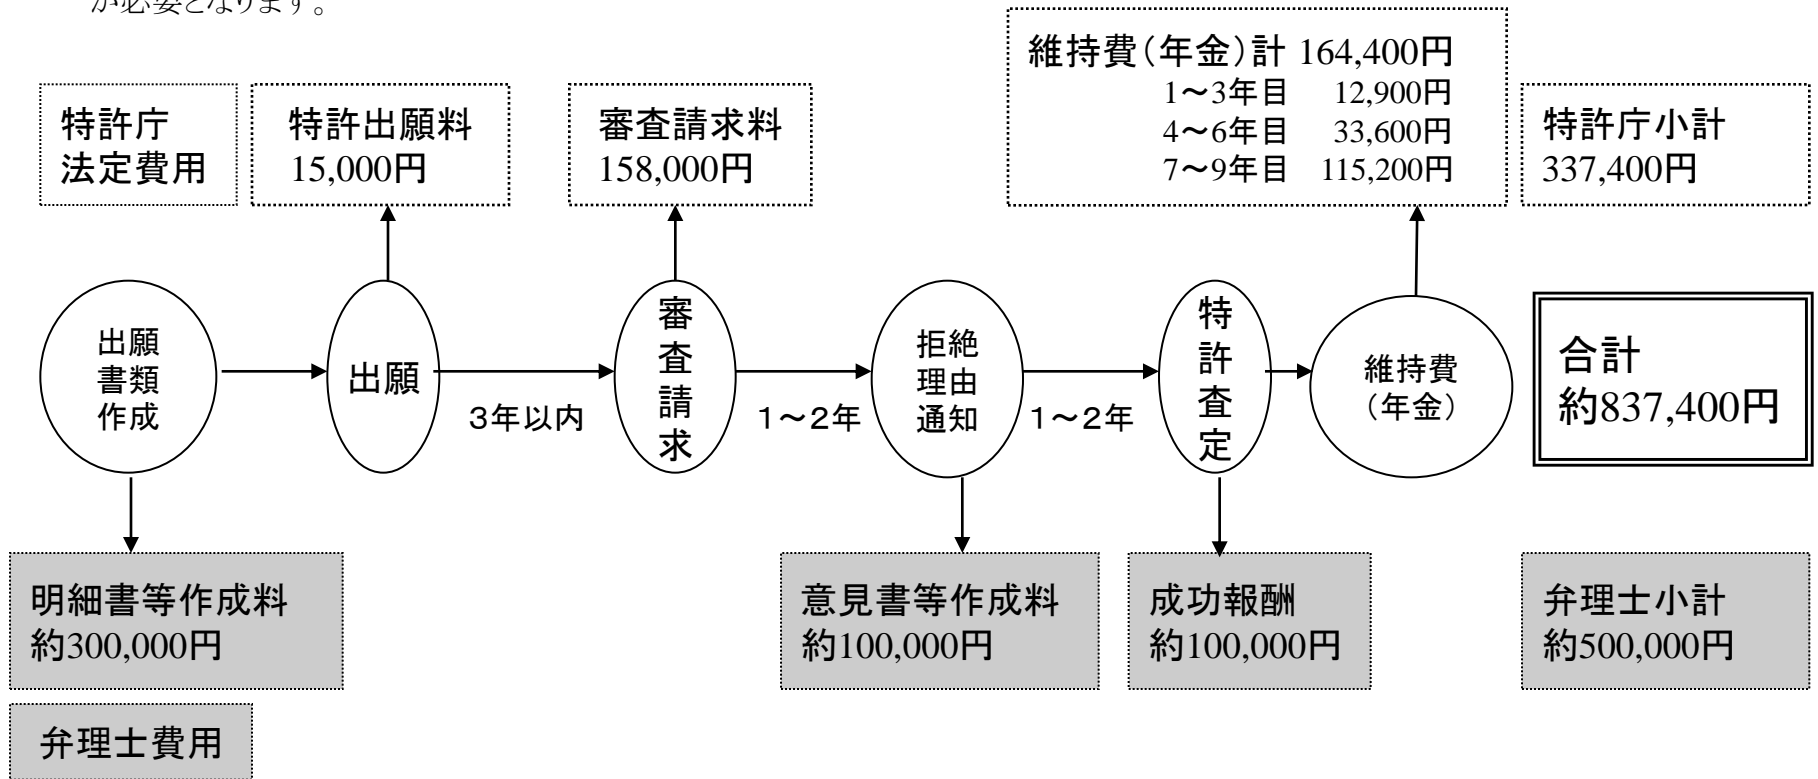 が必要となります。
維持費(年金)計 164,400円
1～3年目 12,900円
4～6年目 33,600円
7～9年目 115,200円
特許庁
法定費用
特許出願料
15,000円
審査請求料
158,000円
特許庁小計
337,400円
出願
書類
作成
出願
3年以内
審
査
請
求
1～2年
拒絶
理由
通知
1～2年
特
許
査
定
維持費
(年金)
合計
約837,400円
明細書等作成料
約300,000円
意見書等作成料
約100,000円
成功報酬
約100,000円
弁理士小計
約500,000円
弁理士費用